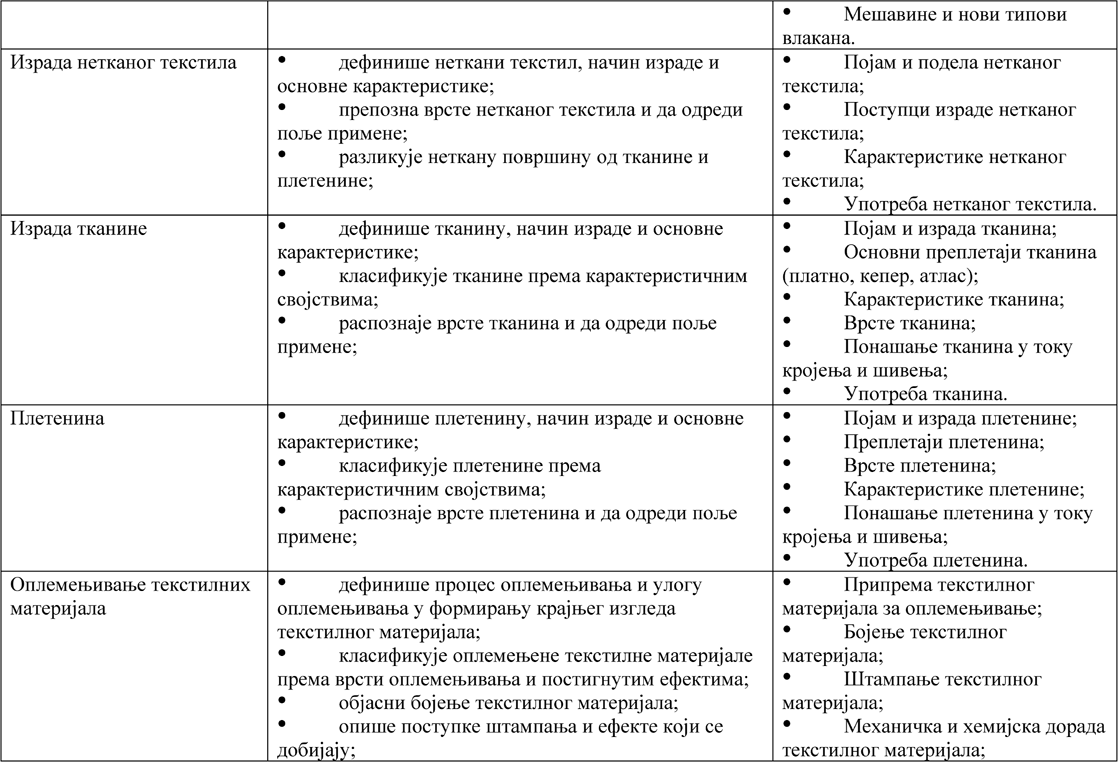 • Мешавине и нови типови
влакана.
Израда нетканог текстила
• дефинише неткани текстил, начин израде и
основне карактеристике;
• препозна врсте нетканог текстила и да одреди
поље примене;
• разликује неткану површину од тканине и
плетенине;
• Појам и подела нетканог
текстила;
• Поступци израде нетканог
текстила;
• Карактеристике нетканог
текстила;
• Употреба нетканог текстила.
Израда тканине
• дефинише тканину, начин израде и основне
карактеристике;
• класификује тканине према карактеристичним
својствима;
• распознаје врсте тканина и да одреди поље
примене;
• Појам и израда тканина;
• Основни преплетаји тканина
(платно, кепер, атлас);
• Карактеристике тканина;
• Врсте тканина;
• Понашање тканина у току
кројења и шивења;
• Употреба тканина.
Плетенина
• дефинише плетенину, начин израде и основне
карактеристике;
• класификује плетенине према
карактеристичним својствима;
• распознаје врсте плетенина и да одреди поље
примене;
• Појам и израда плетенине;
• Преплетаји плетенина;
• Врсте плетенина;
• Карактеристике плетенине;
• Понашање плетенина у току
кројења и шивења;
• Употреба плетенина.
Оплемењивање текстилних
материјала
• дефинише процес оплемењивања и улогу
оплемењивања у формирању крајњег изгледа
текстилног материјала;
• класификује оплемењене текстилне материјале
према врсти оплемењивања и постигнутим ефектима;
• објасни бојење текстилног материјала;
• опише поступке штампања и ефекте који се
добијају;
• Припрема текстилног
материјала за оплемењивање;
• Бојење текстилног
материјала;
• Штампање текстилног
материјала;
• Механичка и хемијска дорада
текстилног материјала;